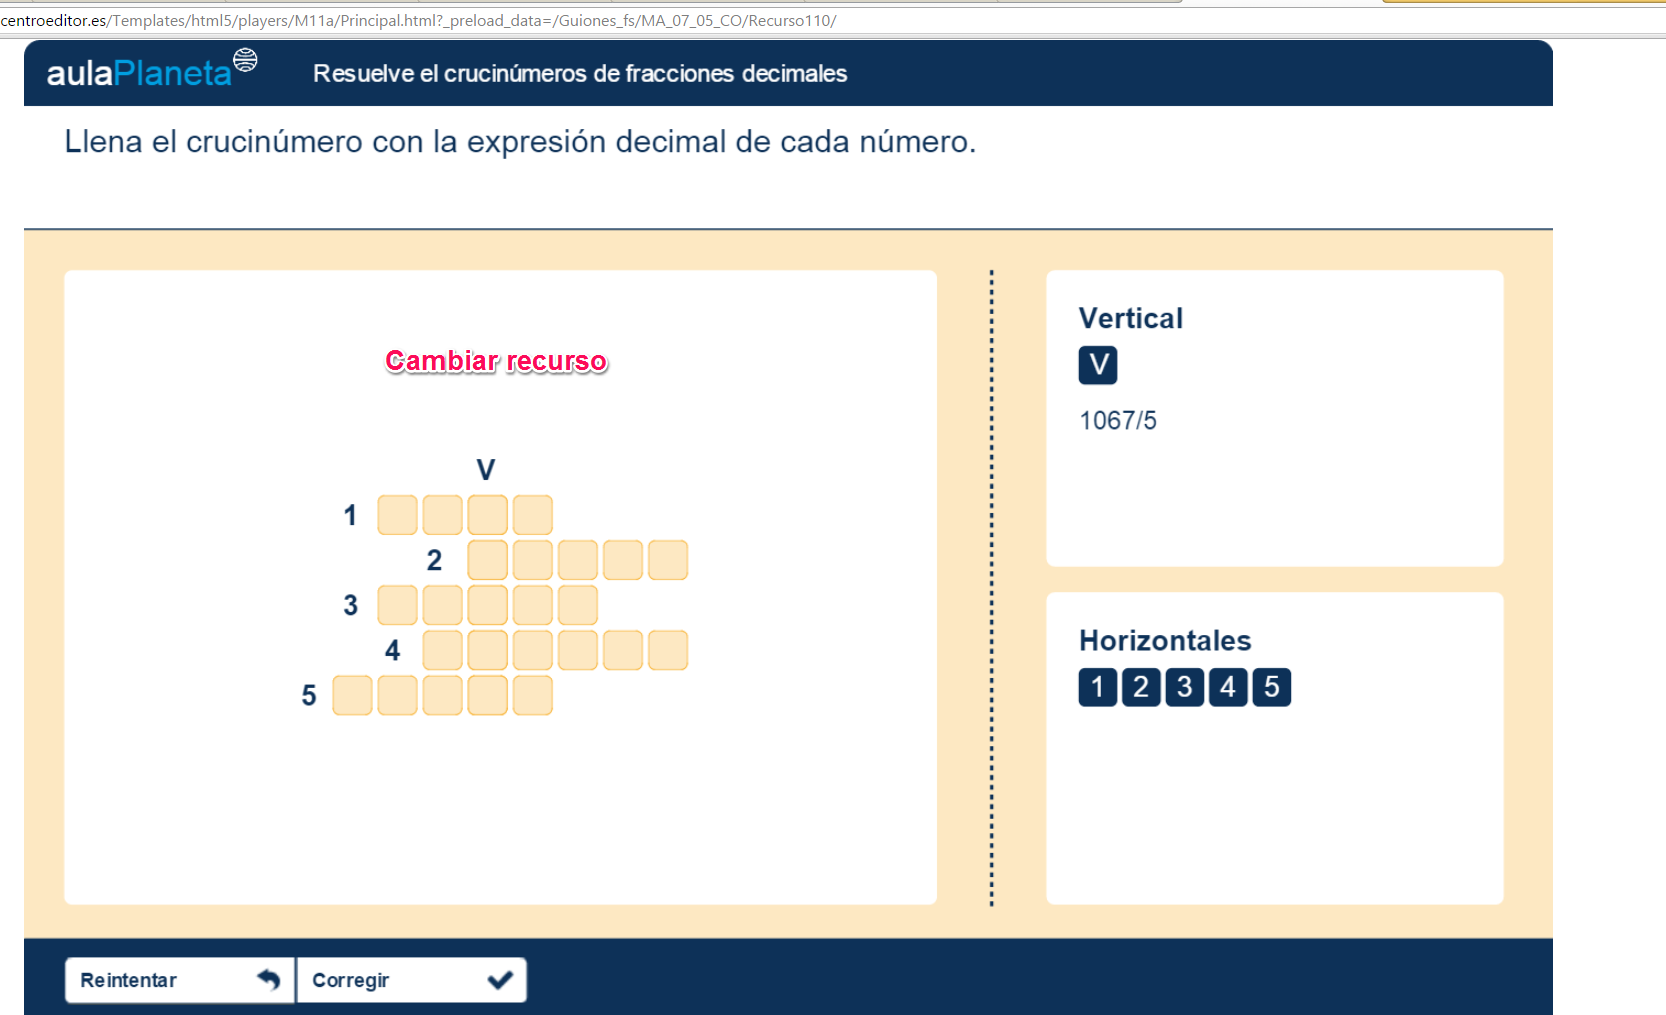 centroeditor.es/Templates/html5/players/M11a/Principal.html?_preload_data=/Guiones_fs/MA_07_05_CO/Recurso110/
aulaPlaneta
Resuelve el crucinúmeros de fracciones decimales
Llena el crucinúmero con la expresión decimal de cada número.
Cambiar recurso
V
1
2
3
4
5
Vertical
V
1067/5
Horizontales
1 2 3 4 5
Reintentar
Corregir